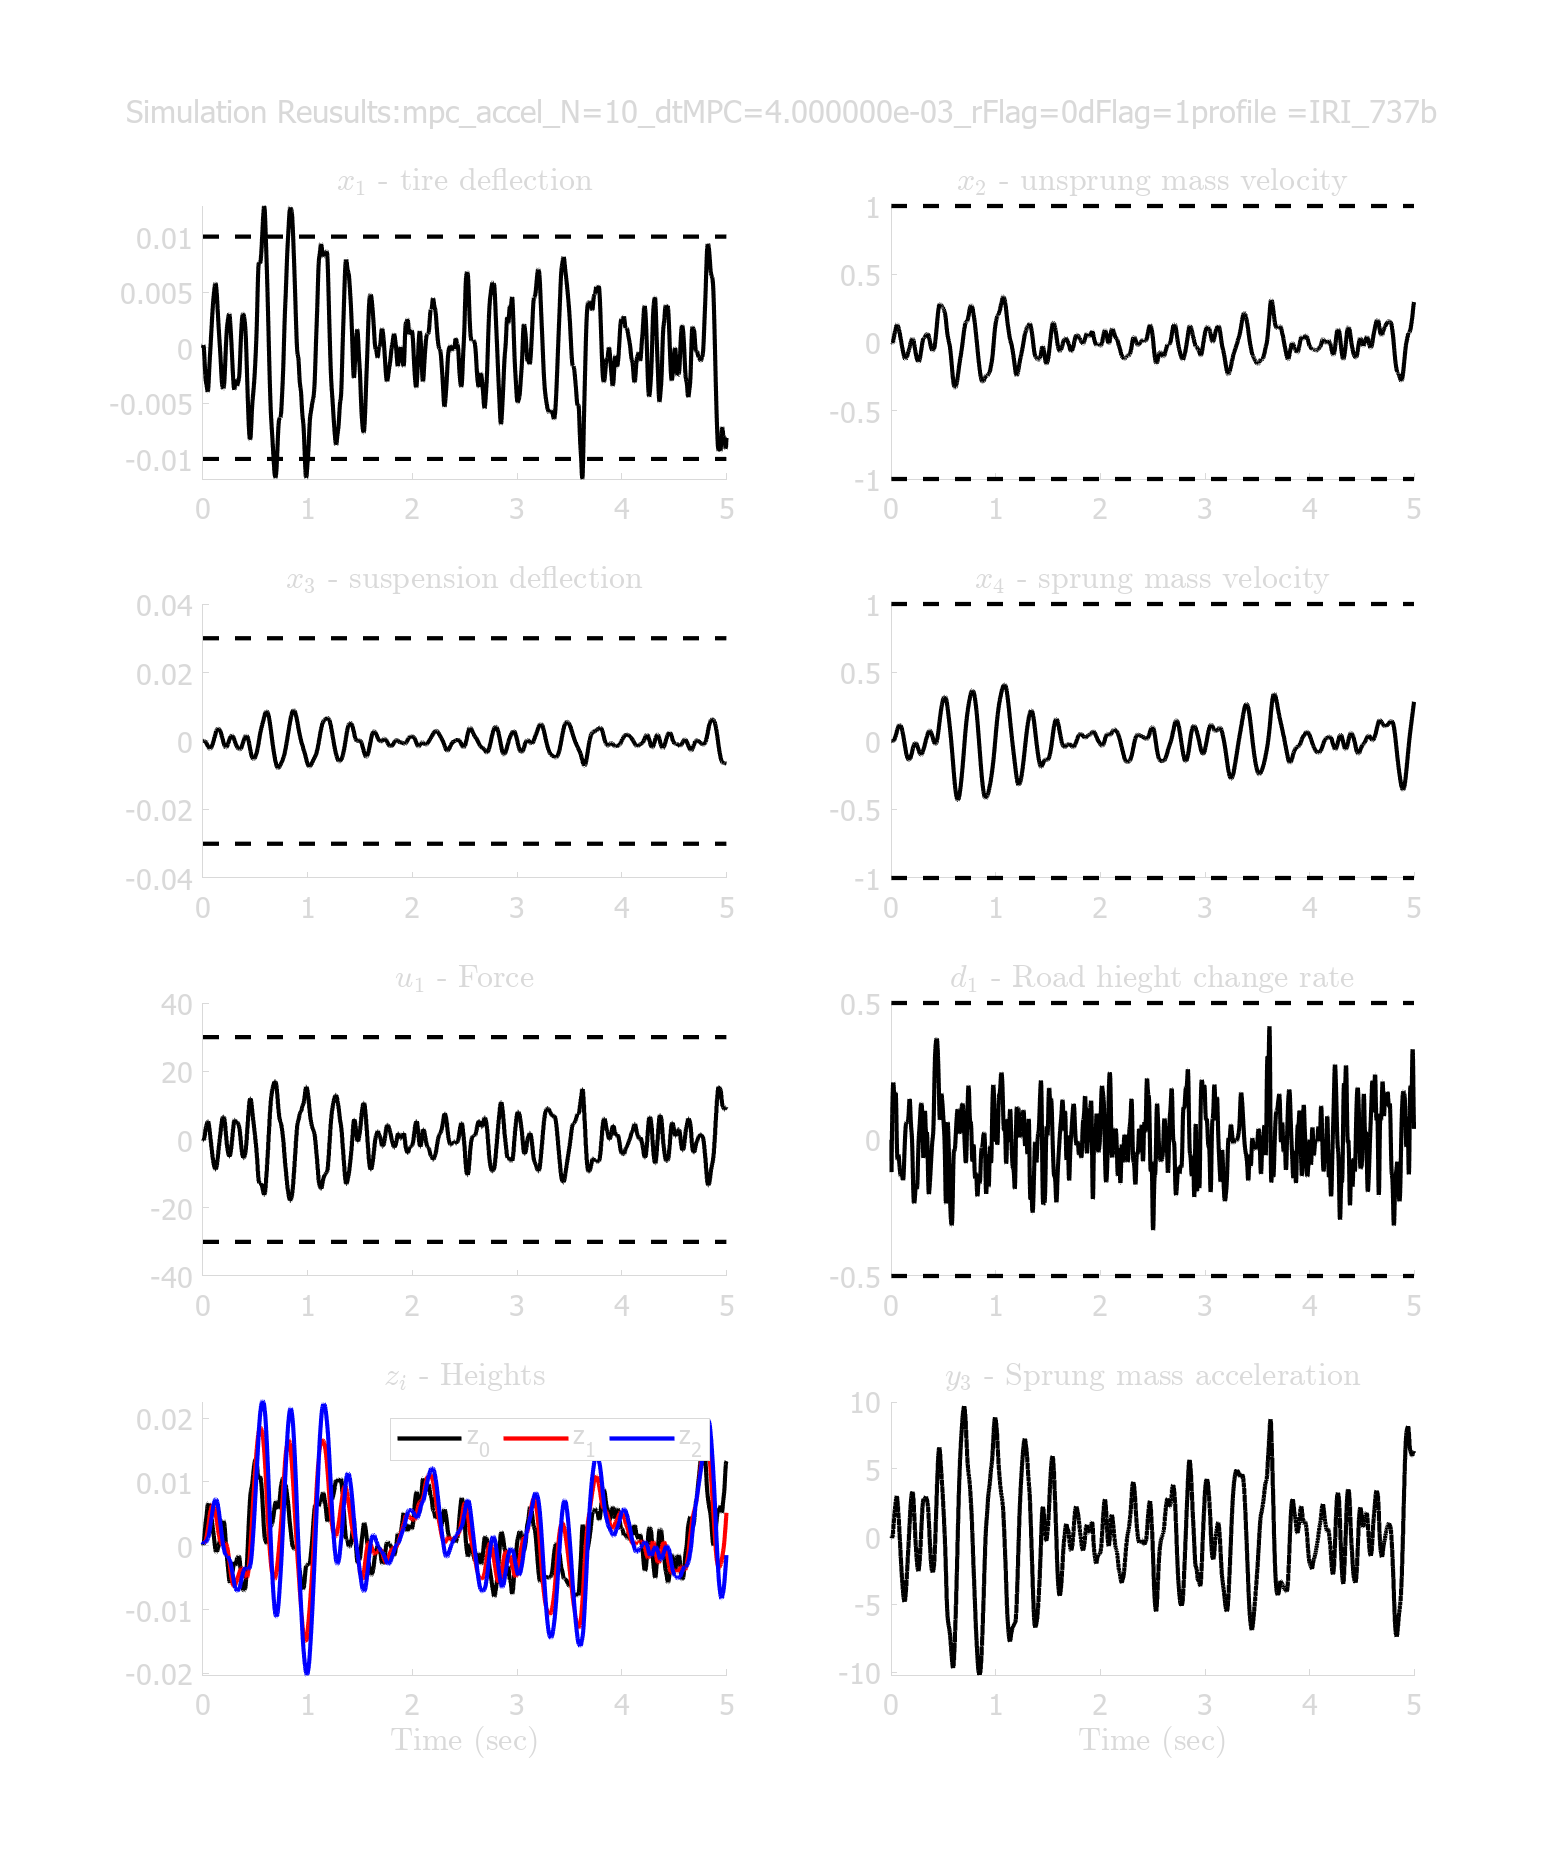 Simulation Reusults:mpc_accel_N=10_dtMPC=4.000000e-03_rFlag=0dFlag=1profile =IRI_737b
x1 - tire deflection
0.01
0.005
0
-0.005
-0.01
0 1 2 3 4 5
x2 - unsprung mass velocity
1
0.5
0
-0.5
-1
0 1 2 3 4 5
x3 - suspension deflection
0.04
0.02
0
-0.02
-0.04
0 1 2 3 4 5
x4 - sprung mass velocity
1
0.5
0
-0.5
-1
0 1 2 3 4 5
u1 - Force
40
20
0
-20
-40
0 1 2 3 4 5
d1 - Road hieght change rate
0.5
0
-0.5
0 1 2 3 4 5
zi - Heights
z0 z1 z2
0.02
0.01
0
-0.01
-0.02
0 1 2 3 4 5
Time (sec)
y3 - Sprung mass acceleration
10
5
0
-5
-10
0 1 2 3 4 5
Time (sec)